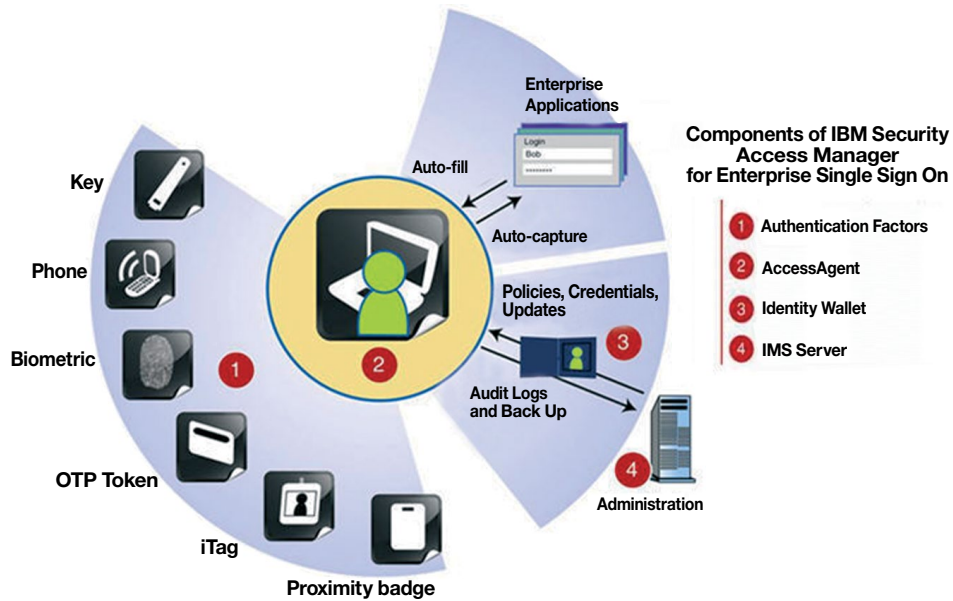 Enterprise
Applications
Login
Bob
********
Auto-fill
Auto-capture
Key
Phone
Biometric
OTP Token
iTag
Proximity badge
1
2
Policies, Credentials,
Updates
3
Audit Logs
and Back Up
4
Administration
Components of IBM Security
Access Manager
for Enterprise Single Sign On
1 Authentication Factors
2 AccessAgent
3 Identity Wallet
4 IMS Server